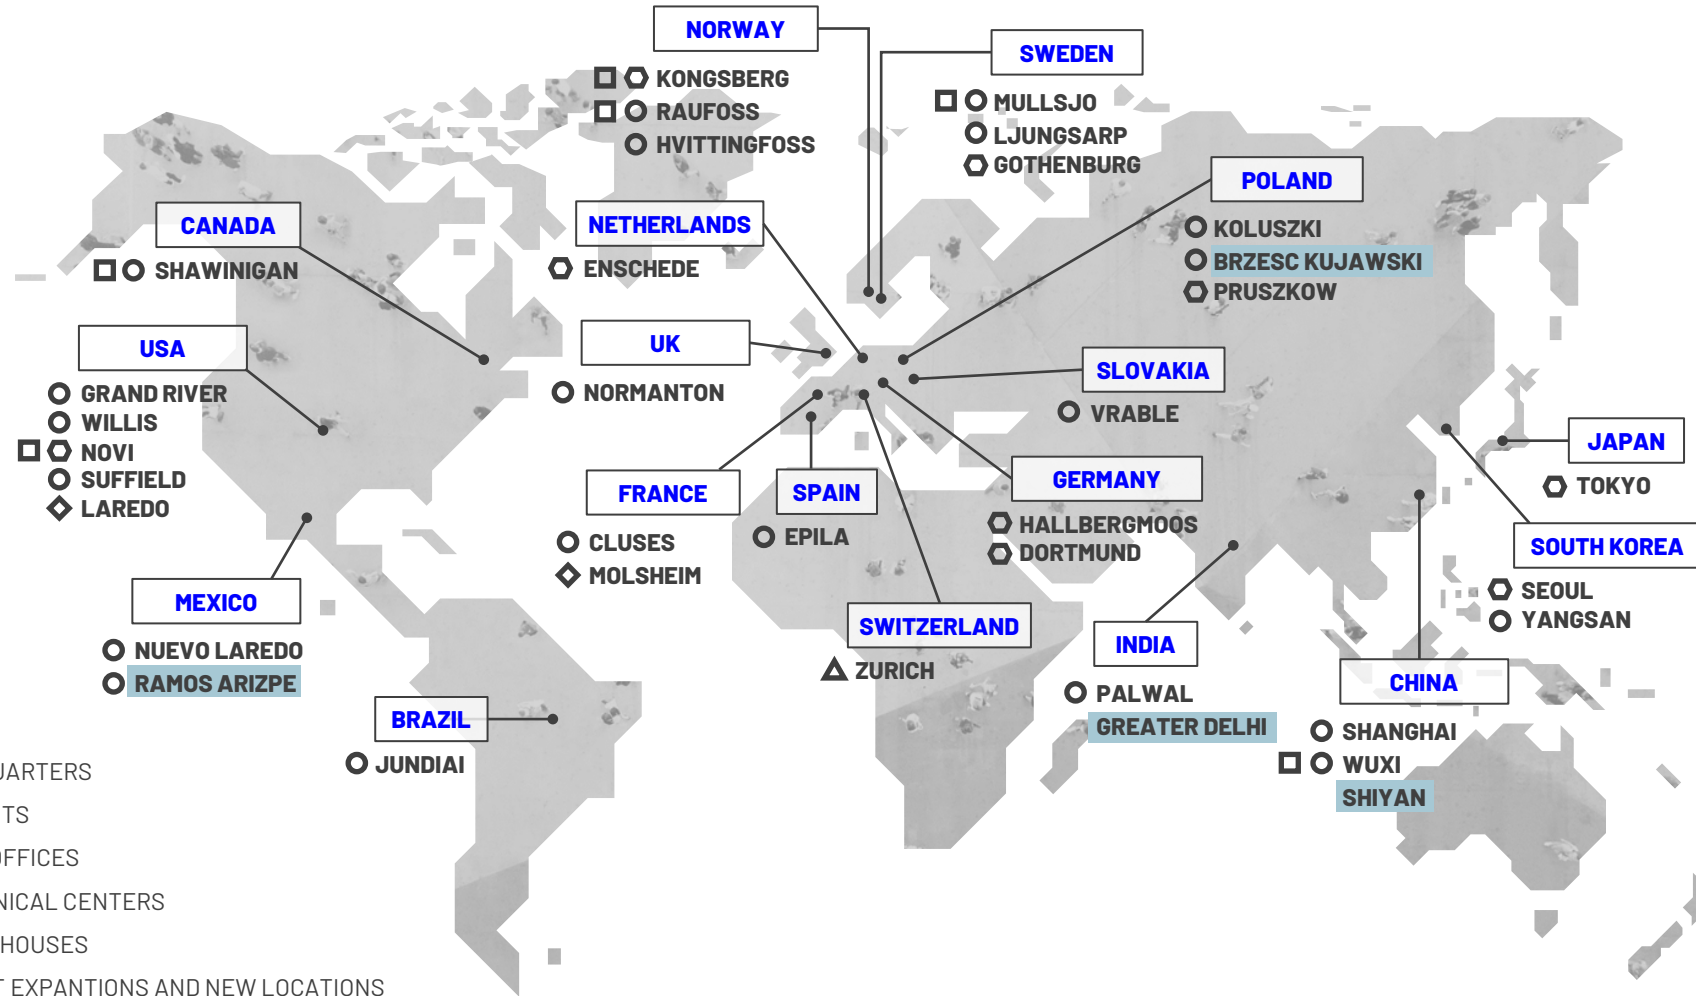 NORWAY
KONGSBERG
RAUFOSS
HVITTINGFOSS
SWEDEN
MULLSJO
LJUNGSARP
GOTHENBURG
POLAND
KOLUSZKI
BRZESC KUJAWSKI
PRUSZKOW
CANADA
SHAWINIGAN
NETHERLANDS
ENSCHEDE
USA
GRAND RIVER
WILLIS
NOVI
SUFFIELD
LAREDO
UK
NORMANTON
SLOVAKIA
VRABLE
JAPAN
TOKYO
FRANCE
CLUSES
MOLSHEIM
SPAIN
EPILA
GERMANY
HALLBERGMOOS
DORTMUND
SOUTH KOREA
SEOUL
YANGSAN
MEXICO
NUEVO LAREDO
RAMOS ARIZPE
SWITZERLAND
ZURICH
INDIA
PALWAL
GREATER DELHI
CHINA
SHANGHAI
WUXI
SHIYAN
BRAZIL
JUNDIAI
UARTERS
TS
OFFICES
NICAL CENTERS
HOUSES
T EXPANTIONS AND NEW LOCATIONS